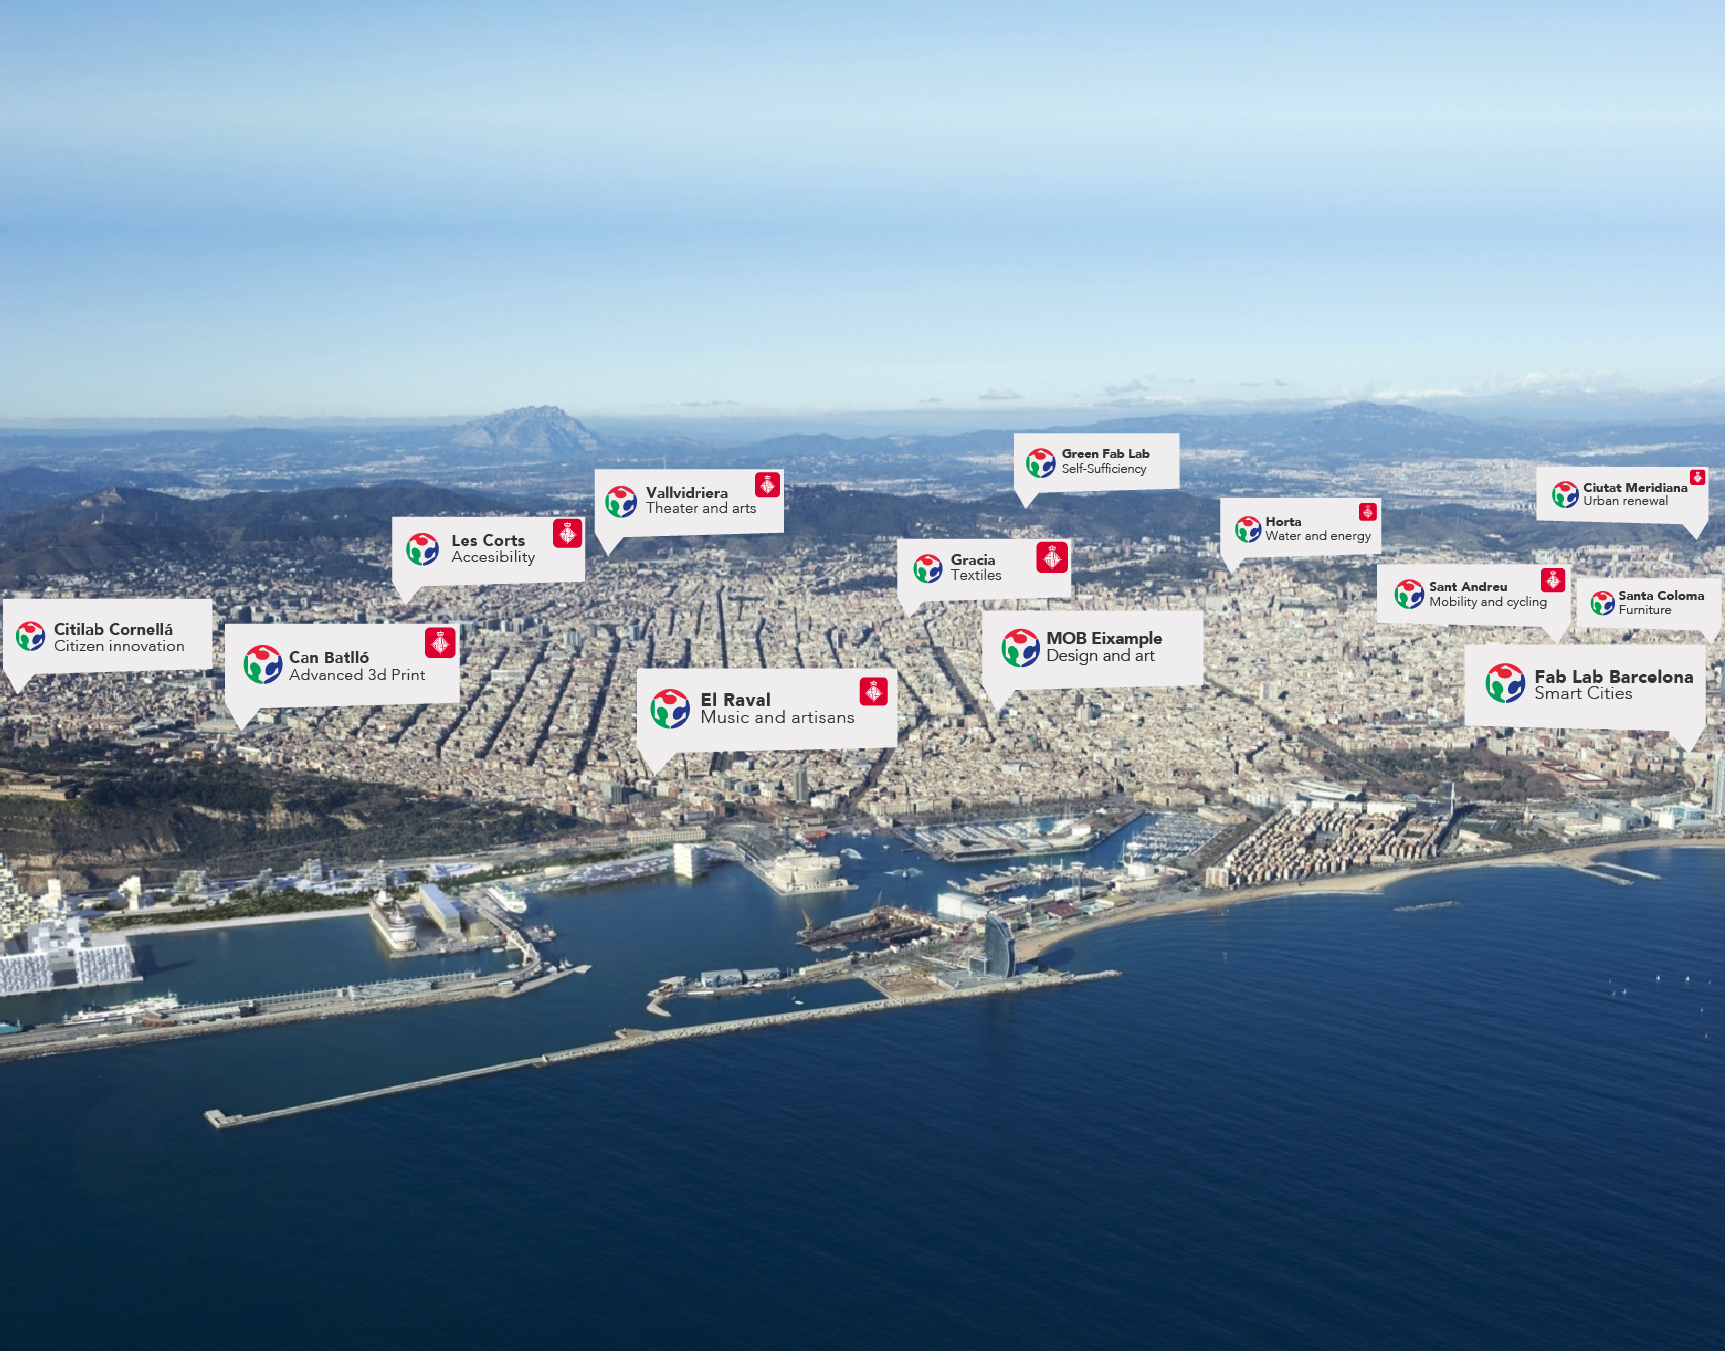 Green Fab Lab
Self-Sufficiency
Vallvidriera
Theater and arts
Ciutat Meridiana
Urban renewal
Les Corts
Accesibility
Horta
Water and energy
Gracia
Textiles
Sant Andreu
Mobility and cycling
Santa Coloma
Furniture
Citilab Cornellá
Citizen innovation
Can Batlló
Advanced 3d Print
MOB Eixample
Design and art
El Raval
Music and artisans
Fab Lab Barcelona
Smart Cities